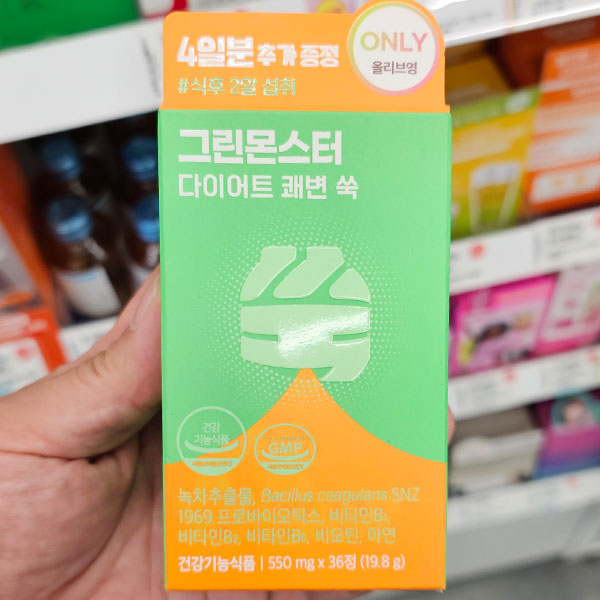 4일분 추가 증정
#식후 2알 섭취
ONLY
올리브영
그린몬스터
다이어트 쾌변 쑥
쑥
건강
기능식품
GMP
녹차추출물, Bacillus coagulans SNZ
1969 프로바이오틱스, 비타민B₁,
비타민B₂, 비타민B₆, 비오틴, 아연
건강기능식품 | 550 mg x 36정 (19.8 g)